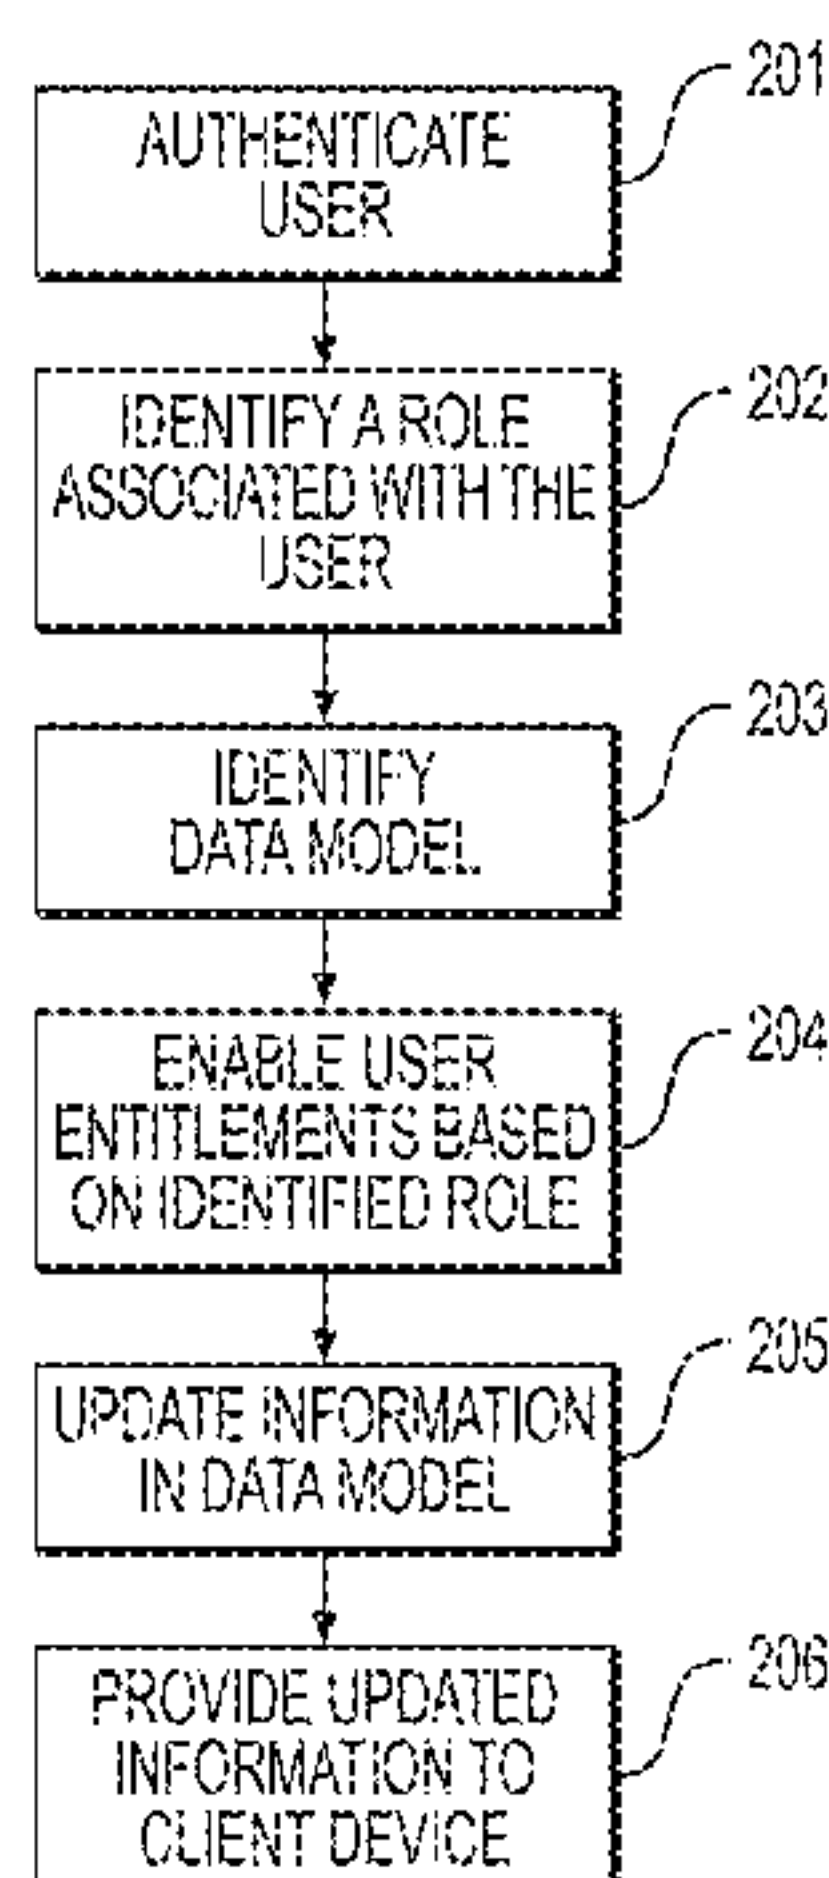 201
AUTHENTICATE
USER
202
IDENTIFY A ROLE
ASSOCIATED WITH THE
USER
203
IDENTIFY
DATA MODEL
204
ENABLE USER
ENTITLEMENTS BASED
ON IDENTIFIED ROLE
205
UPDATE INFORMATION
IN DATA MODEL
206
PROVIDE UPDATED
INFORMATION TO
CLIENT DEVICE